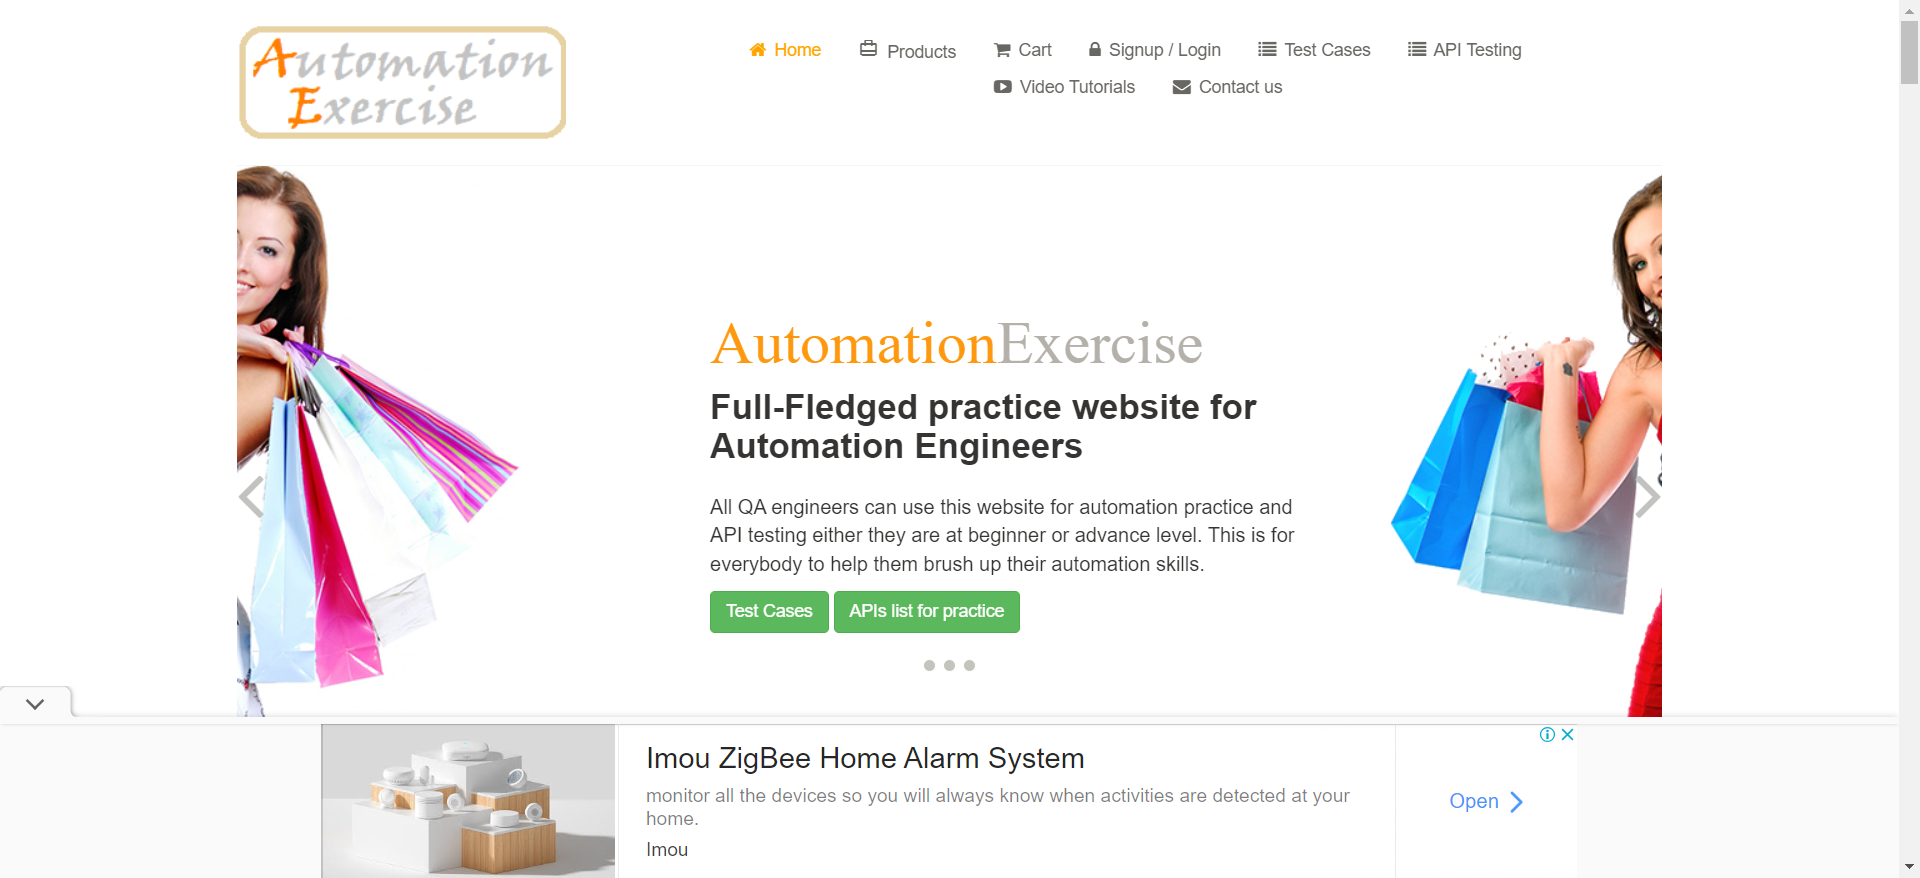 Automation
Exercise
Home
Products
Cart
Signup / Login
Test Cases
API Testing
Video Tutorials
Contact us
AutomationExercise
Full-Fledged practice website for
Automation Engineers
All QA engineers can use this website for automation practice and
API testing either they are at beginner or advance level. This is for
everybody to help them brush up their automation skills.
Test Cases
APIs list for practice
Imou ZigBee Home Alarm System
monitor all the devices so you will always know when activities are detected at your
home.
Imou
Open